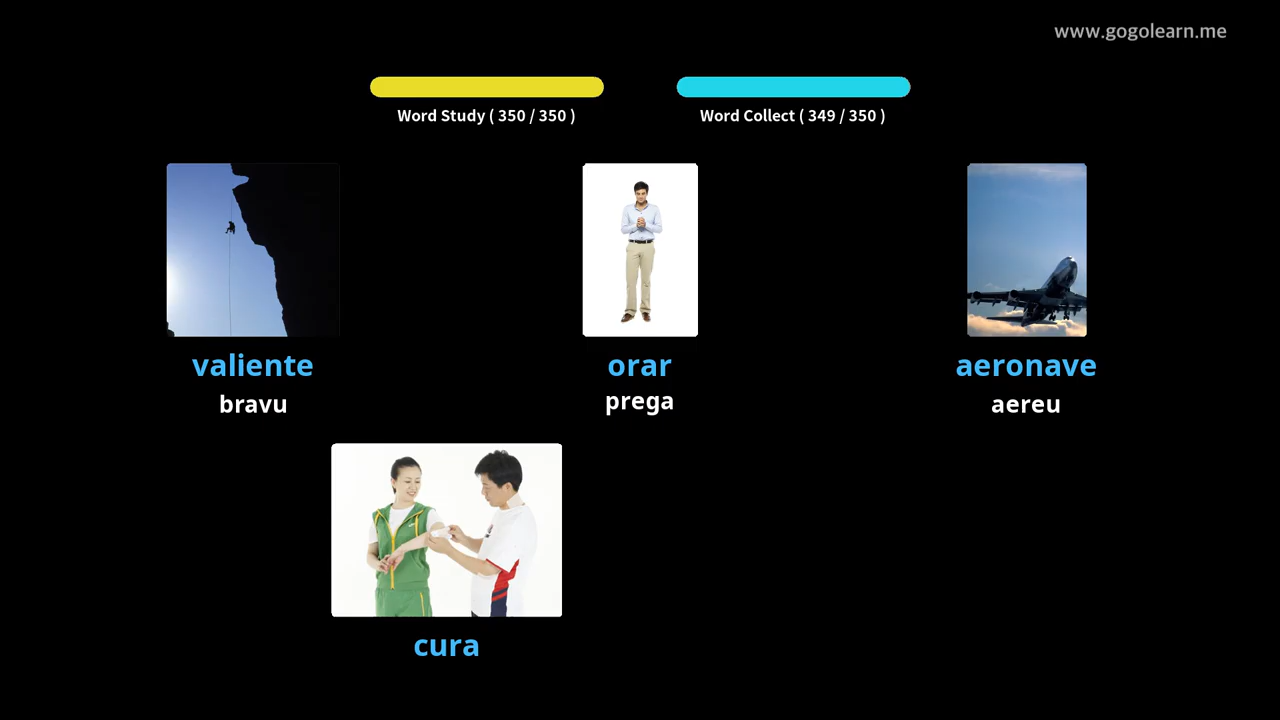 www.gogolearn.me
Word Study ( 350 / 350 )
Word Collect ( 349 / 350 )
valiente
bravu
orar
prega
aeronave
aereu
cura